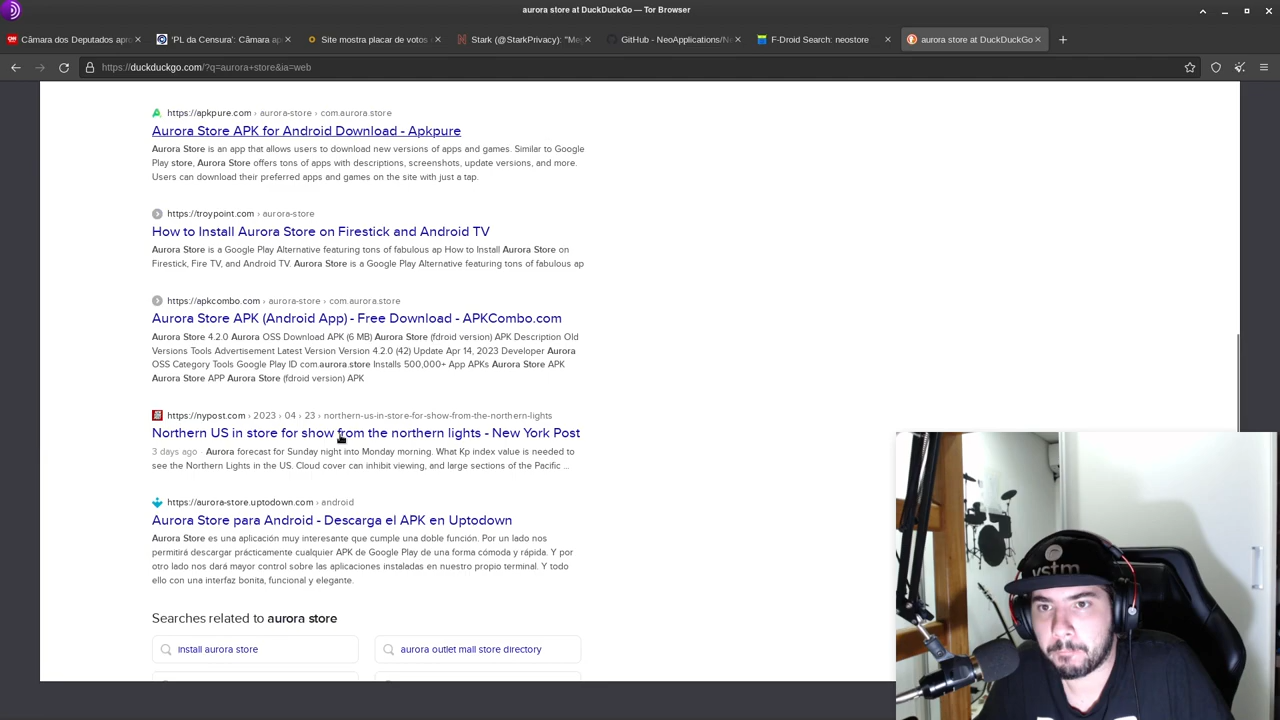 aurora store at DuckDuckGo — Tor Browser
Câmara dos Deputados apro
'PL da Censura': Câmara ap
Site mostra placar de votos
Stark (@StarkPrivacy): "Me
GitHub - NeoApplications/Ne
F-Droid Search: neostore
aurora store at DuckDuckGo
https://duckduckgo.com/?q=aurora+store&ia=web
https://apkpure.com › aurora-store › com.aurora.store
Aurora Store APK for Android Download - Apkpure
Aurora Store is an app that allows users to download new versions of apps and games. Similar to Google
Play store, Aurora Store offers tons of apps with descriptions, screenshots, update versions, and more.
Users can download their preferred apps and games on the site with just a tap.
https://troypoint.com › aurora-store
How to Install Aurora Store on Firestick and Android TV
Aurora Store is a Google Play Alternative featuring tons of fabulous ap How to Install Aurora Store on
Firestick, Fire TV, and Android TV. Aurora Store is a Google Play Alternative featuring tons of fabulous ap
https://apkcombo.com › aurora-store › com.aurora.store
Aurora Store APK (Android App) - Free Download - APKCombo.com
Aurora Store 4.2.0 Aurora OSS Download APK (6 MB) Aurora Store (fdroid version) APK Description Old
Versions Tools Advertisement Latest Version Version 4.2.0 (42) Update Apr 14, 2023 Developer Aurora
OSS Category Tools Google Play ID com.aurora.store Installs 500,000+ App APKs Aurora Store APK
Aurora Store APP Aurora Store (fdroid version) APK
https://nypost.com › 2023 › 04 › 23 › northern-us-in-store-for-show-from-the-northern-lights
Northern US in store for show from the northern lights - New York Post
3 days ago · Aurora forecast for Sunday night into Monday morning. What Kp index value is needed to
see the Northern Lights in the US. Cloud cover can inhibit viewing, and large sections of the Pacific ...
https://aurora-store.uptodown.com › android
Aurora Store para Android - Descarga el APK en Uptodown
Aurora Store es una aplicación muy interesante que cumple una doble función. Por un lado nos
permitirá descargar prácticamente cualquier APK de Google Play de una forma cómoda y rápida. Y por
otro lado nos dará mayor control sobre las aplicaciones instaladas en nuestro propio terminal. Y todo
ello con una interfaz bonita, funcional y elegante.
Searches related to aurora store
install aurora store
aurora outlet mall store directory
vstm